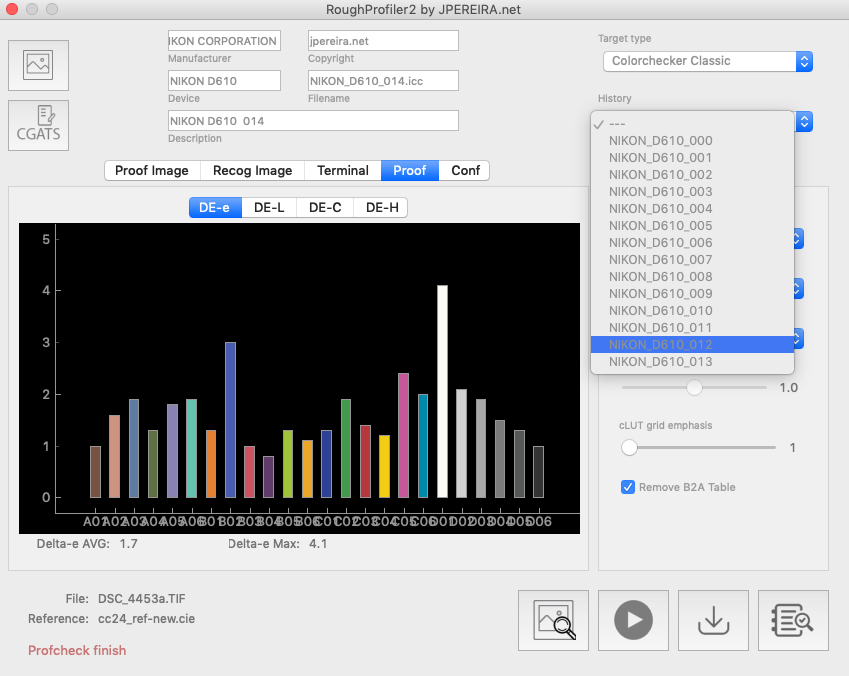 RoughProfiler2 by JPEREIRA.net
IKON CORPORATION
jpereira.net
Manufacturer
Copyright
NIKON D610
NIKON_D610_014.icc
Device
Filename
NIKON D610 014
Description
CGATS
Target type
Colorchecker Classic
History
---
NIKON_D610_000
NIKON_D610_001
NIKON_D610_002
NIKON_D610_003
NIKON_D610_004
NIKON_D610_005
NIKON_D610_006
NIKON_D610_007
NIKON_D610_008
NIKON_D610_009
NIKON_D610_010
NIKON_D610_011
NIKON_D610_012
NIKON_D610_013
Proof Image
Recog Image
Terminal
Proof
Conf
DE-e
DE-L
DE-C
DE-H
5
4
3
2
1
0
A01 A02 A03 A04 A05 A06 B01 B02 B03 B04 B05 B06 C01 C02 C03 C04 C05 C06 D01 D02 D03 D04 D05 D06
Delta-e AVG: 1.7
Delta-e Max: 4.1
1.0
cLUT grid emphasis
1
Remove B2A Table
File: DSC_4453a.TIF
Reference: cc24_ref-new.cie
Profcheck finish